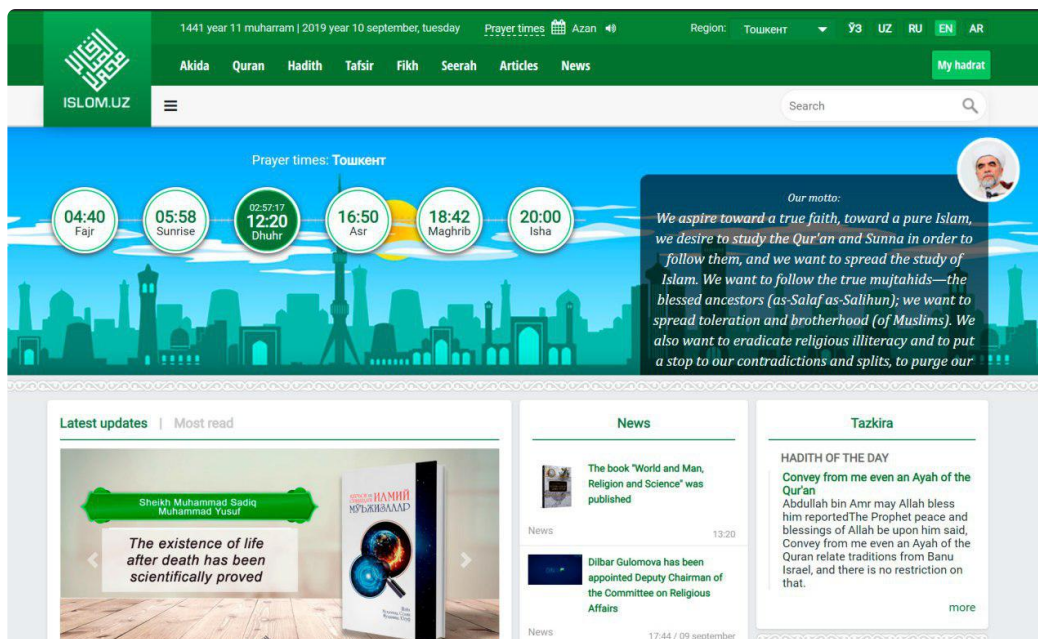 1441 year 11 muharram | 2019 year 10 september, tuesday
Prayer times
Azan
Region:
Тошкент
ЎЗ
UZ
RU
EN
AR
ISLOM.UZ
Akida
Quran
Hadith
Tafsir
Fikh
Seerah
Articles
News
My hadrat
Search
Prayer times: Тошкент
04:40
Fajr
05:58
Sunrise
02:57:17
12:20
Dhuhr
16:50
Asr
18:42
Maghrib
20:00
Isha
Our motto:
We aspire toward a true faith, toward a pure Islam,
we desire to study the Qur'an and Sunna in order to
follow them, and we want to spread the study of
Islam. We want to follow the true mujtahids—the
blessed ancestors (as-Salaf as-Salihun); we want to
spread toleration and brotherhood (of Muslims). We
also want to eradicate religious illiteracy and to put
a stop to our contradictions and splits, to purge our
Latest updates | Most read
Sheikh Muhammad Sadiq
Muhammad Yusuf
The existence of life
after death has been
scientifically proved
ИЛМИЙ
МЎЪЖИЗАЛАР
News
The book "World and Man,
Religion and Science" was
published
News
13:20
Dilbar Gulomova has been
appointed Deputy Chairman of
the Committee on Religious
Affairs
News
17:44 / 09 september
Tazkira
HADITH OF THE DAY
Convey from me even an Ayah of the
Qur'an
Abdullah bin Amr may Allah bless
him reportedThe Prophet peace and
blessings of Allah be upon him said,
Convey from me even an Ayah of the
Quran relate traditions from Banu
Israel, and there is no restriction on
that.
more